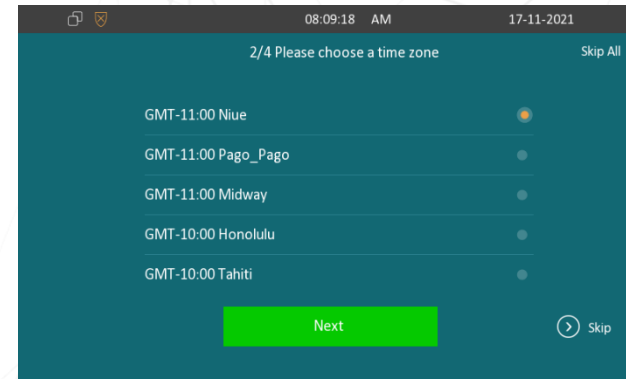 08:09:18 AM 17-11-2021
2/4 Please choose a time zone Skip All
GMT-11:00 Niue
GMT-11:00 Pago_Pago
GMT-11:00 Midway
GMT-10:00 Honolulu
GMT-10:00 Tahiti
Next
Skip